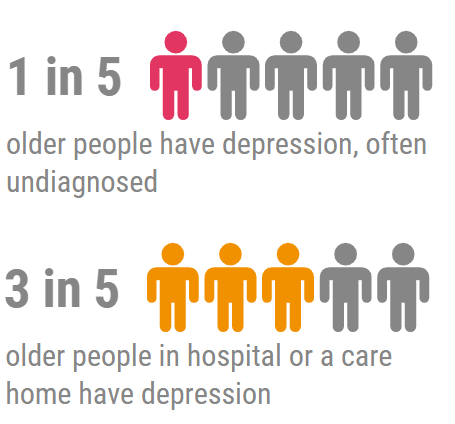 1 in 5
older people have depression, often
undiagnosed
3 in 5
older people in hospital or a care
home have depression